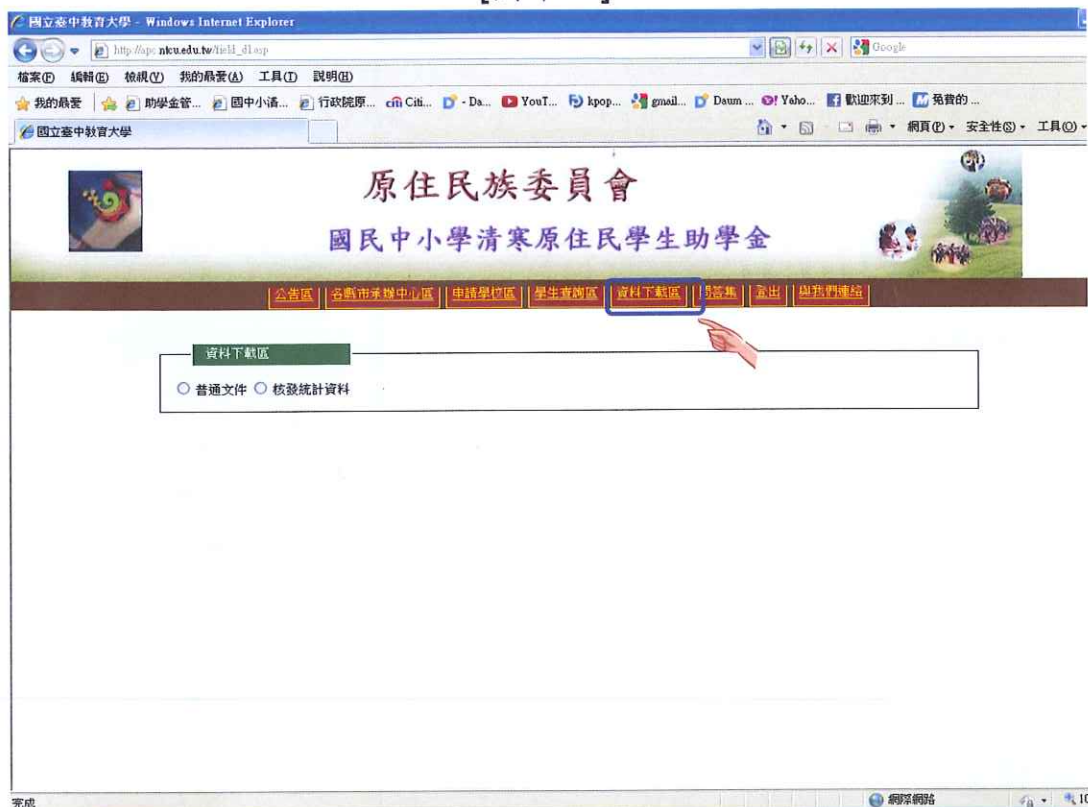 國立臺中教育大學 - Windows Internet Explorer
ntcu.edu.tw/field_dl.asp
Google
檔案(F) 編輯(E) 檢視(V) 我的最愛(A) 工具(T) 說明(H)
我的最愛 助學金管... 國中小清... 行政院原... Citi... - Da... YouT... kpop... gmail... Daum ... Yaho... 歡迎來到 ... 免費的 ...
國立臺中教育大學
網頁(P) 安全性(S) 工具(O)
原住民族委員會
國民中小學清寒原住民學生助學金
公告區 各縣市承辦中心區 申請學校區 學生查詢區 資料下載區 問答集 登出 與我們連絡
資料下載區
普通文件 核發統計資料
完成
網際網路